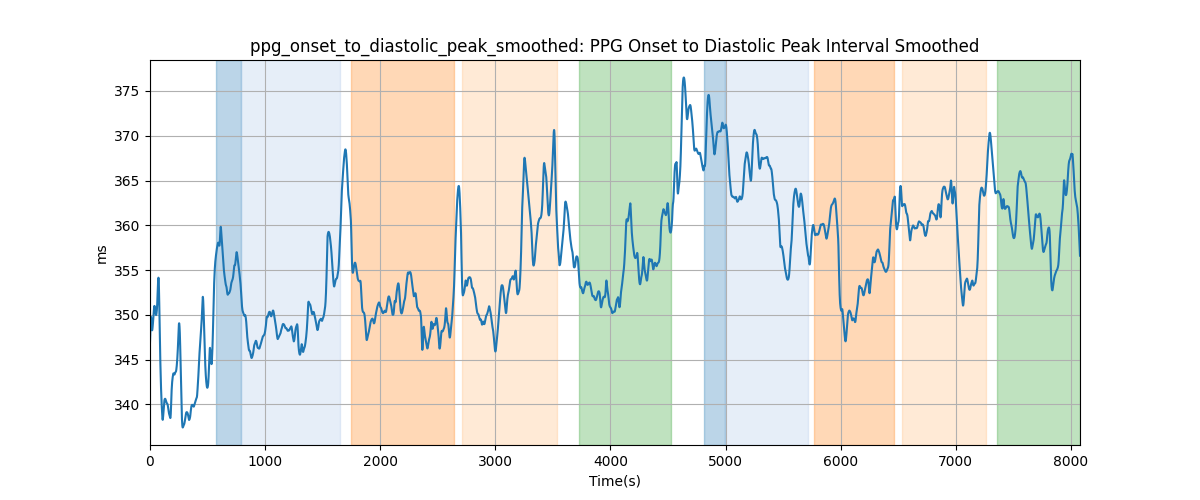 ppg_onset_to_diastolic_peak_smoothed: PPG Onset to Diastolic Peak Interval Smoothed
375
370
365
360
355
350
345
340
ms
0 1000 2000 3000 4000 5000 6000 7000 8000
Time(s)